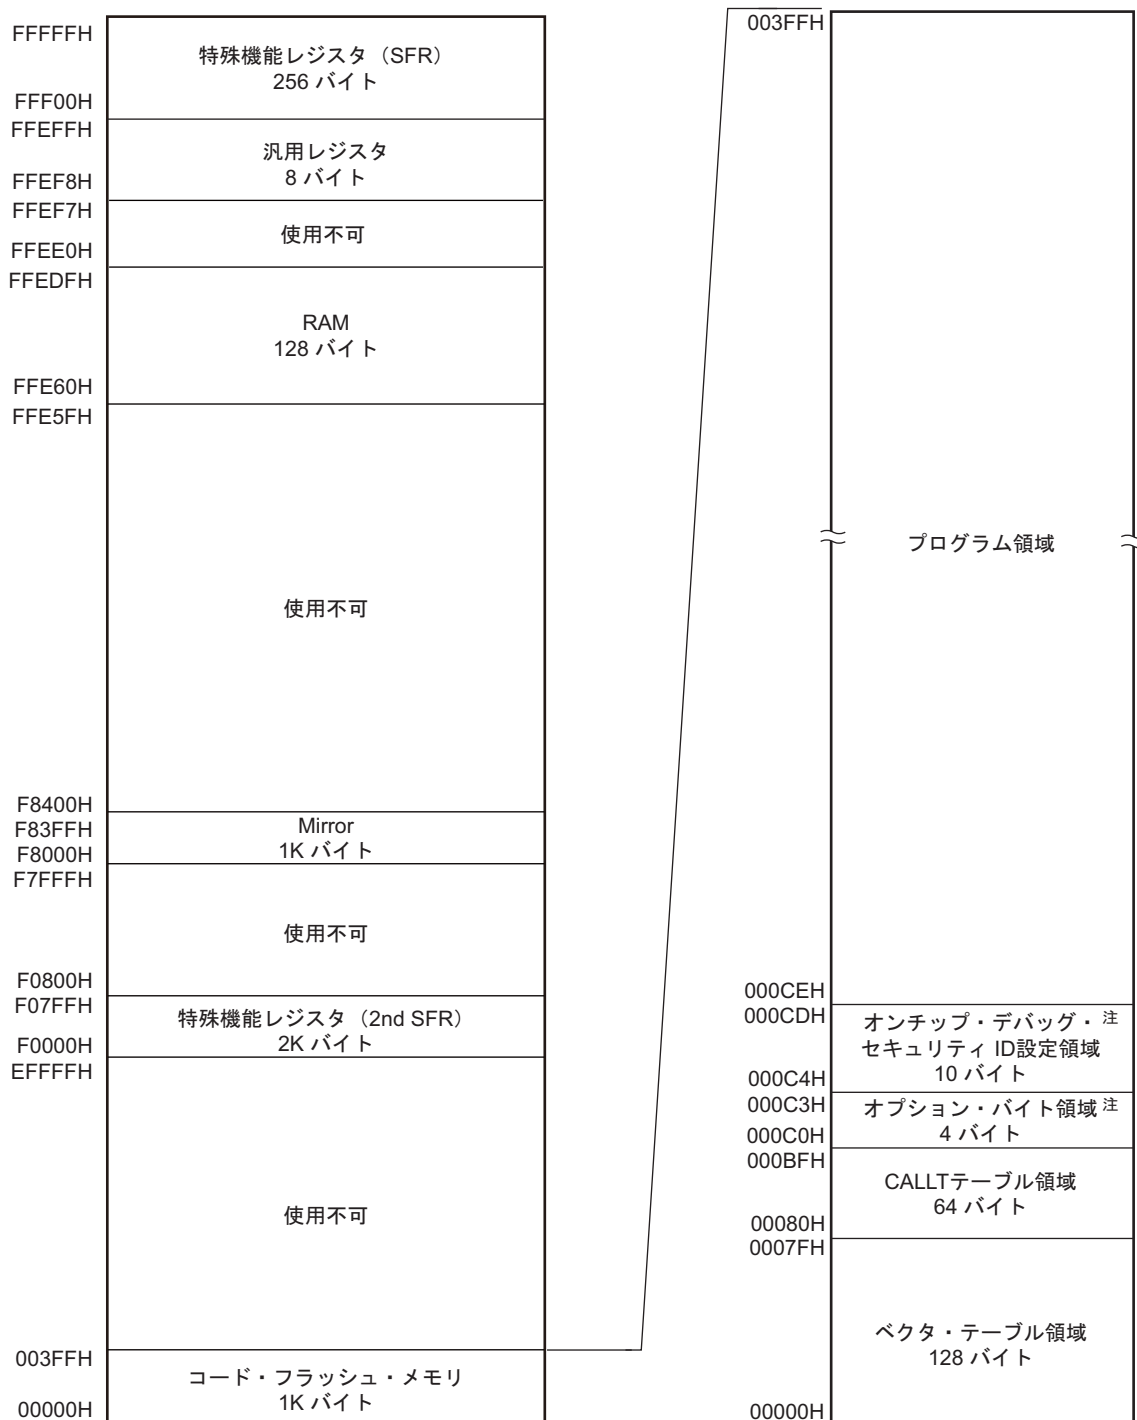 FFFFFH
特殊機能レジスタ（SFR）
256 バイト
FFF00H
FFEFFH
汎用レジスタ
8 バイト
FFEF8H
FFEF7H
使用不可
FFEE0H
FFEDFH
RAM
128 バイト
FFE60H
FFE5FH
使用不可
F8400H
F83FFH
Mirror
1K バイト
F8000H
F7FFFH
使用不可
F0800H
F07FFH
特殊機能レジスタ（2nd SFR）
2K バイト
F0000H
EFFFFH
使用不可
003FFH
コード・フラッシュ・メモリ
1K バイト
00000H
003FFH
プログラム領域
000CEH
000CDH
オンチップ・デバッグ・注
セキュリティ ID設定領域
10 バイト
000C4H
000C3H
オプション・バイト領域 注
4 バイト
000C0H
000BFH
CALLTテーブル領域
64 バイト
00080H
0007FH
ベクタ・テーブル領域
128 バイト
00000H